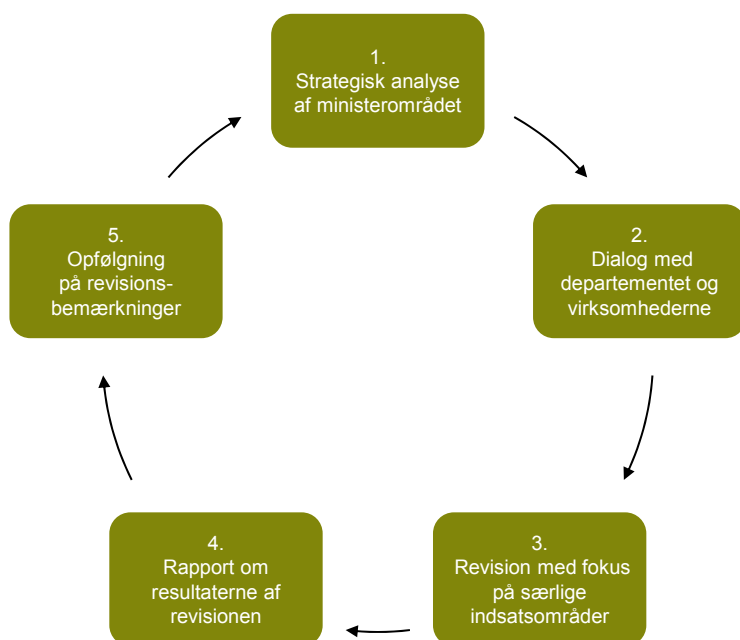 1.
Strategisk analyse
af ministerområdet
2.
Dialog med
departementet og
virksomhederne
3.
Revision med fokus
på særlige
indsatsområder
4.
Rapport om
resultaterne af
revisionen
5.
Opfølgning
på revisions-
bemærkninger